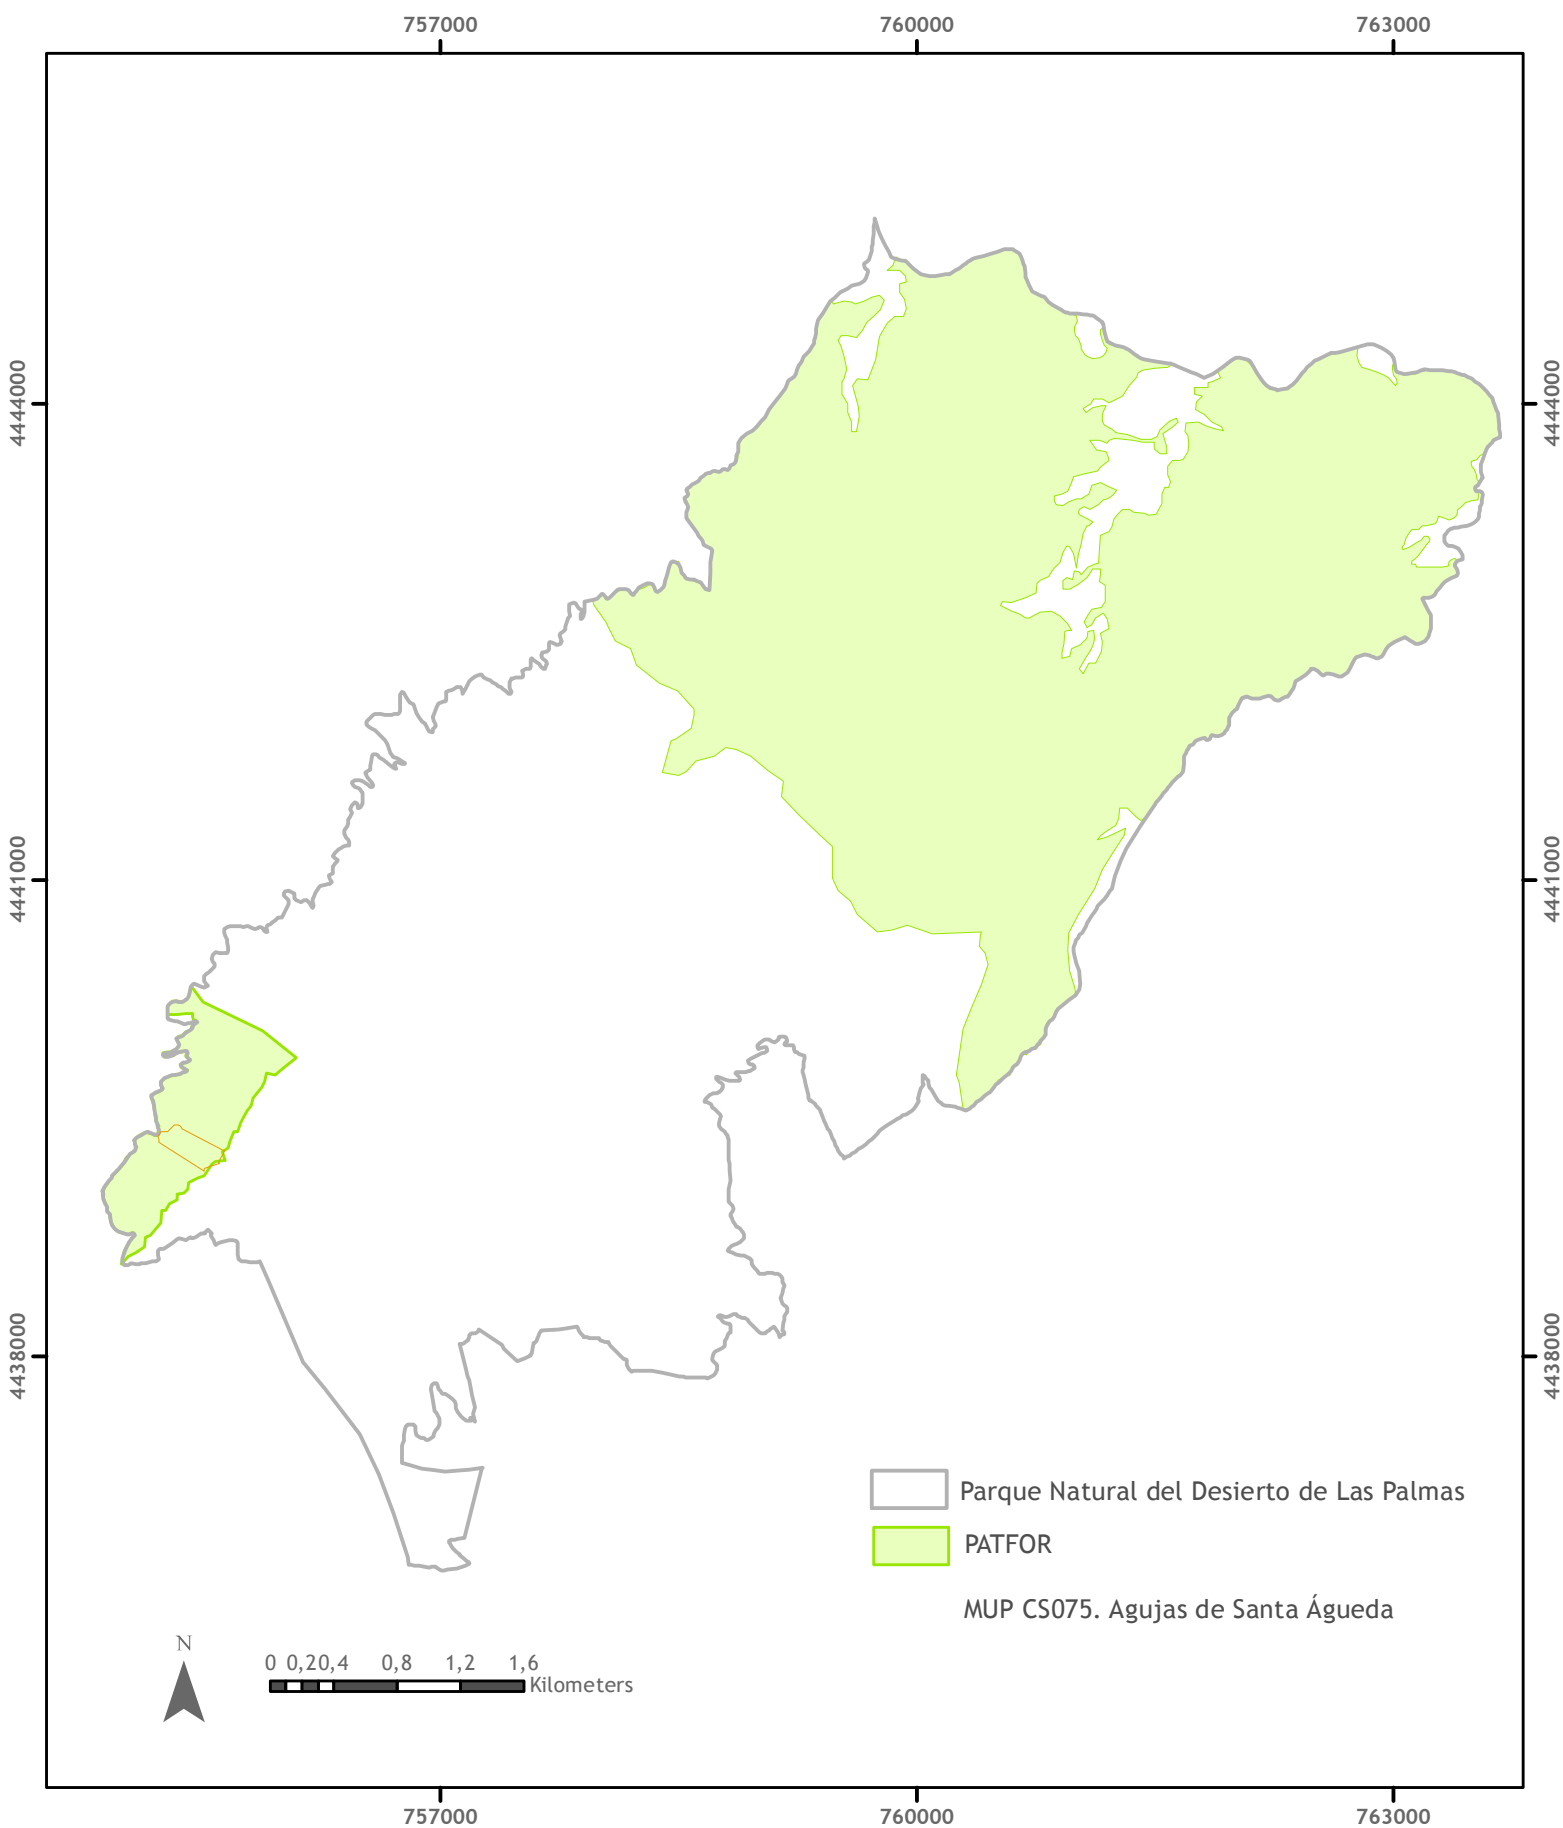 757000 760000 763000
4444000 4444000
4441000 4441000
4438000 4438000
Parque Natural del Desierto de Las Palmas
PATFOR
MUP CS075. Agujas de Santa Águeda
N
0 0,20,4 0,8 1,2 1,6
Kilometers
757000 760000 763000